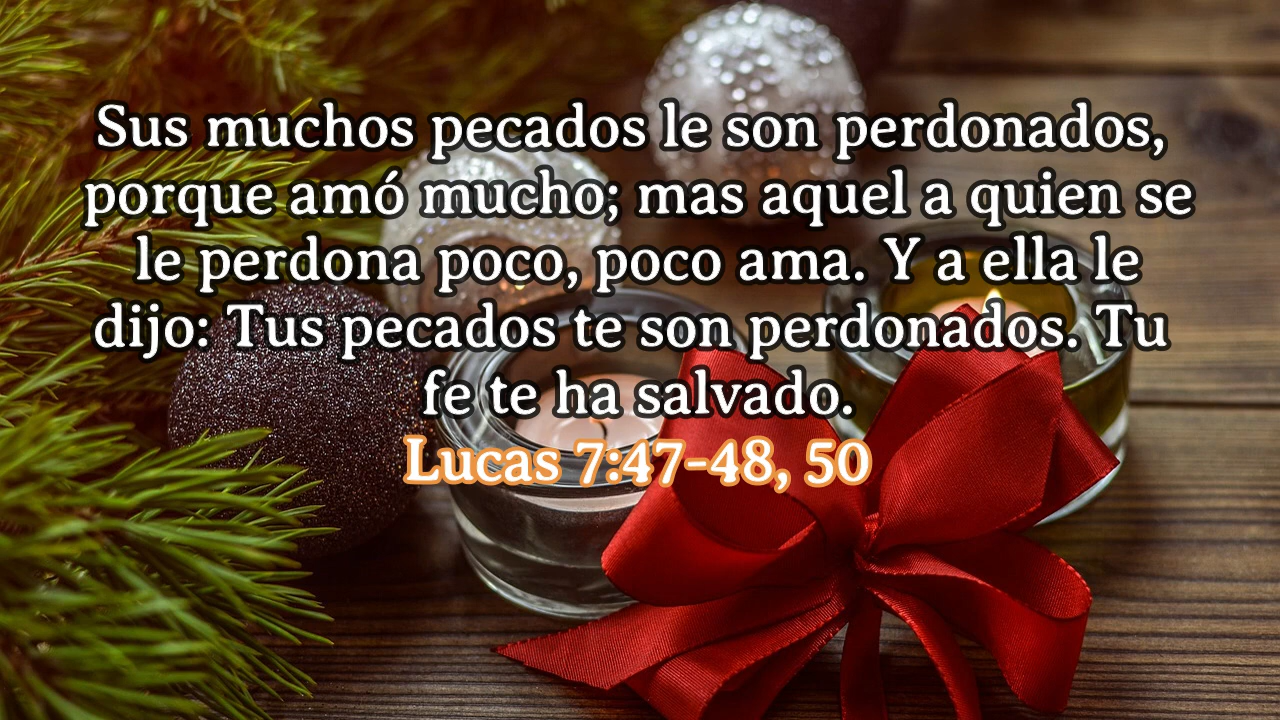 Sus muchos pecados le son perdonados,
porque amó mucho; mas aquel a quien se
le perdona poco, poco ama. Y a ella le
dijo: Tus pecados te son perdonados. Tu
fe te ha salvado.
Lucas 7:47-48, 50